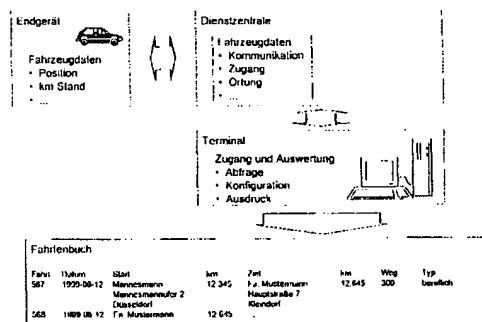 Endgerät
Fahrzeugdaten
• Position
• km Stand
• ...
Dienstzentrale
Fahrzeugdaten
• Kommunikation
• Zugang
• Ortung
• ...
Terminal
Zugang und Auswertung
• Abfrage
• Konfiguration
• Ausdruck
Fahrtenbuch
Fahrt Datum Start km Ziel km Weg Typ
567 1999-08-12 Mannesmann 12 345 Fa. Mustermann 12.645 300 beruflich
Mannesmannufer 2 Hauptstraße 7
Düsseldorf Kleindorf
568 1999-08-12 Fa. Mustermann 12 645